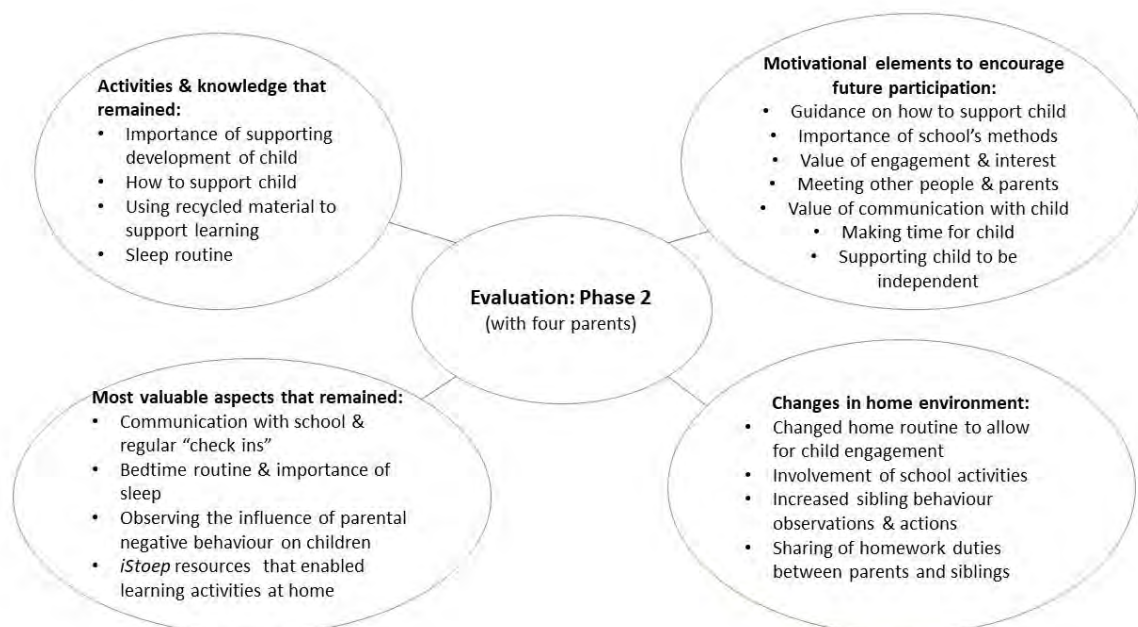 Activities & knowledge that
remained:
• Importance of supporting
development of child
• How to support child
• Using recycled material to
support learning
• Sleep routine
Motivational elements to encourage
future participation:
• Guidance on how to support child
• Importance of school's methods
• Value of engagement & interest
• Meeting other people & parents
• Value of communication with child
• Making time for child
• Supporting child to be
independent
Evaluation: Phase 2
(with four parents)
Most valuable aspects that remained:
• Communication with school &
regular “check ins”
• Bedtime routine & importance of
sleep
• Observing the influence of parental
negative behaviour on children
• iStoep resources that enabled
learning activities at home
Changes in home environment:
• Changed home routine to allow
for child engagement
• Involvement of school activities
• Increased sibling behaviour
observations & actions
• Sharing of homework duties
between parents and siblings